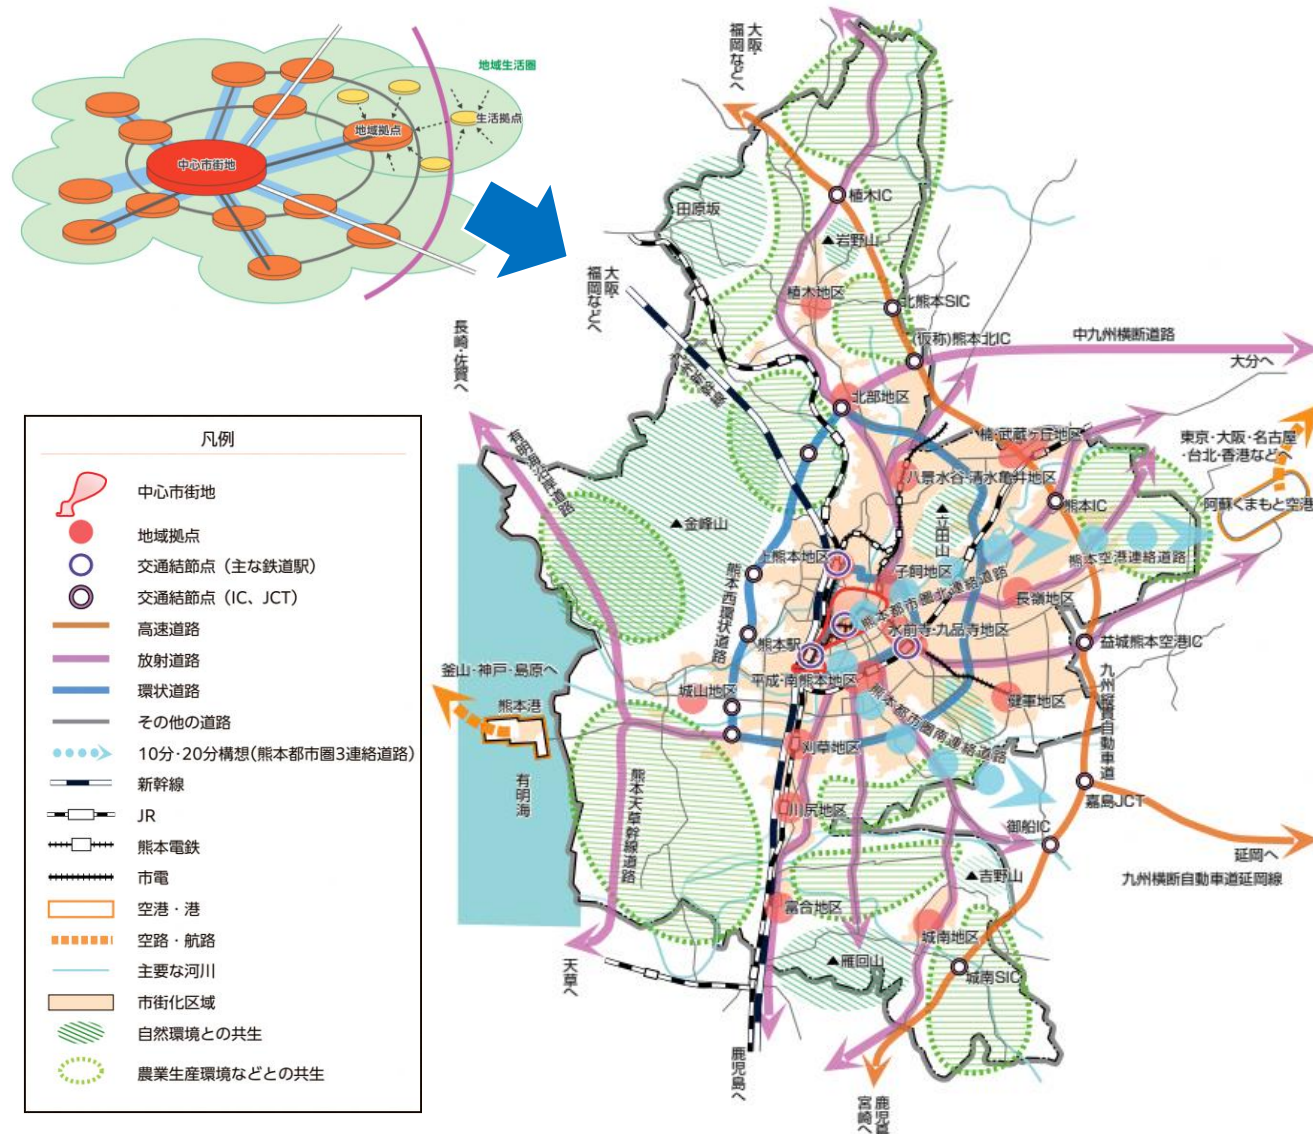 地域生活圏
生活拠点
地域拠点
中心市街地
大阪・
福岡などへ
植木IC
田原坂
▲岩野山
大阪・
福岡などへ
植木地区
北熊本SIC
(仮称)熊本北IC
中九州横断道路
大分へ
長崎・佐賀へ
北部地区
有明海沿岸道路
楠・武蔵ヶ丘地区
東京・大阪・名古屋
・台北・香港などへ
八景水谷・清水亀井地区
熊本IC
阿蘇くまもと空港
▲金峰山
▲立田山
上熊本地区
熊本空港連絡道路
子飼地区
熊本西環状道路
熊本都市圏北連絡道路
長嶺地区
水前寺・九品寺地区
熊本駅
益城熊本空港IC
釜山・神戸・島原へ
平成・南熊本地区
城山地区
健軍地区
九州縦貫自動車道
熊本港
熊本都市圏南連絡道路
刈草地区
有明海
熊本天草幹線道路
川尻地区
嘉島JCT
御船IC
延岡へ
九州横断自動車道延岡線
▲吉野山
富合地区
城南地区
▲雁回山
城南SIC
天草へ
鹿児島へ
鹿児島
宮崎へ
凡例
中心市街地
地域拠点
交通結節点（主な鉄道駅）
交通結節点（IC、JCT）
高速道路
放射道路
環状道路
その他の道路
10分・20分構想(熊本都市圏3連絡道路)
新幹線
JR
熊本電鉄
市電
空港・港
空路・航路
主要な河川
市街化区域
自然環境との共生
農業生産環境などとの共生